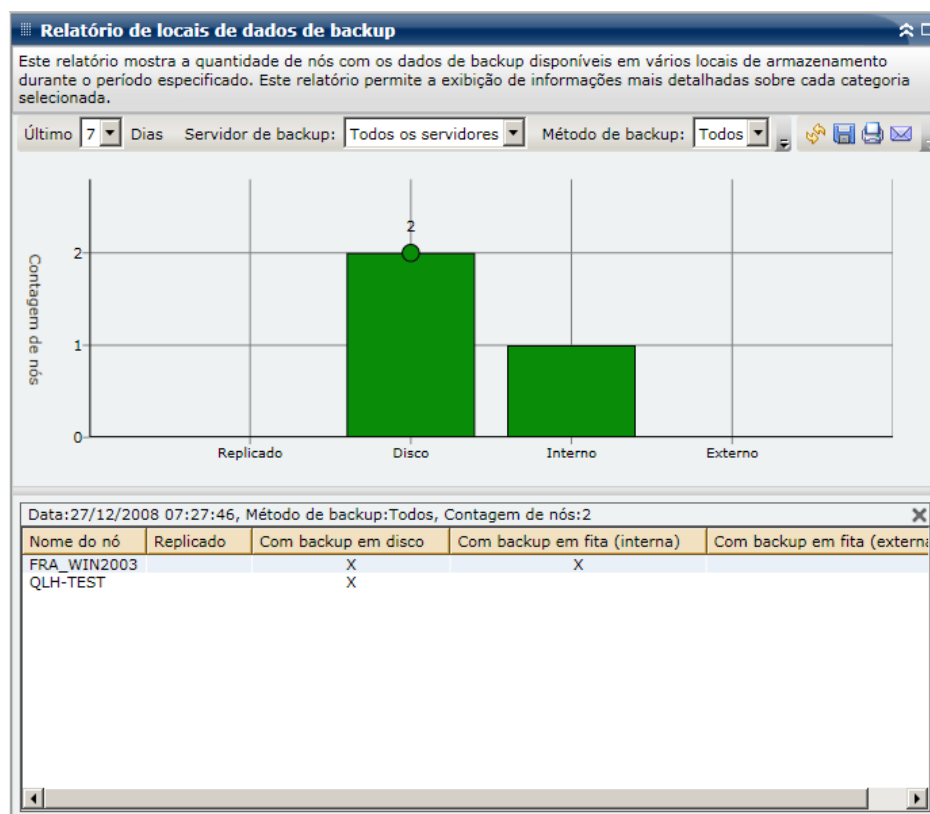 Relatório de locais de dados de backup
Este relatório mostra a quantidade de nós com os dados de backup disponíveis em vários locais de armazenamento
durante o período especificado. Este relatório permite a exibição de informações mais detalhadas sobre cada categoria
selecionada.
Último 7 Dias Servidor de backup: Todos os servidores Método de backup: Todos
2
Contagem de nós
2
1
0
Replicado Disco Interno Externo
Data:27/12/2008 07:27:46, Método de backup:Todos, Contagem de nós:2
Nome do nó Replicado Com backup em disco Com backup em fita (interna) Com backup em fita (externa
FRA_WIN2003 X X
QLH-TEST X